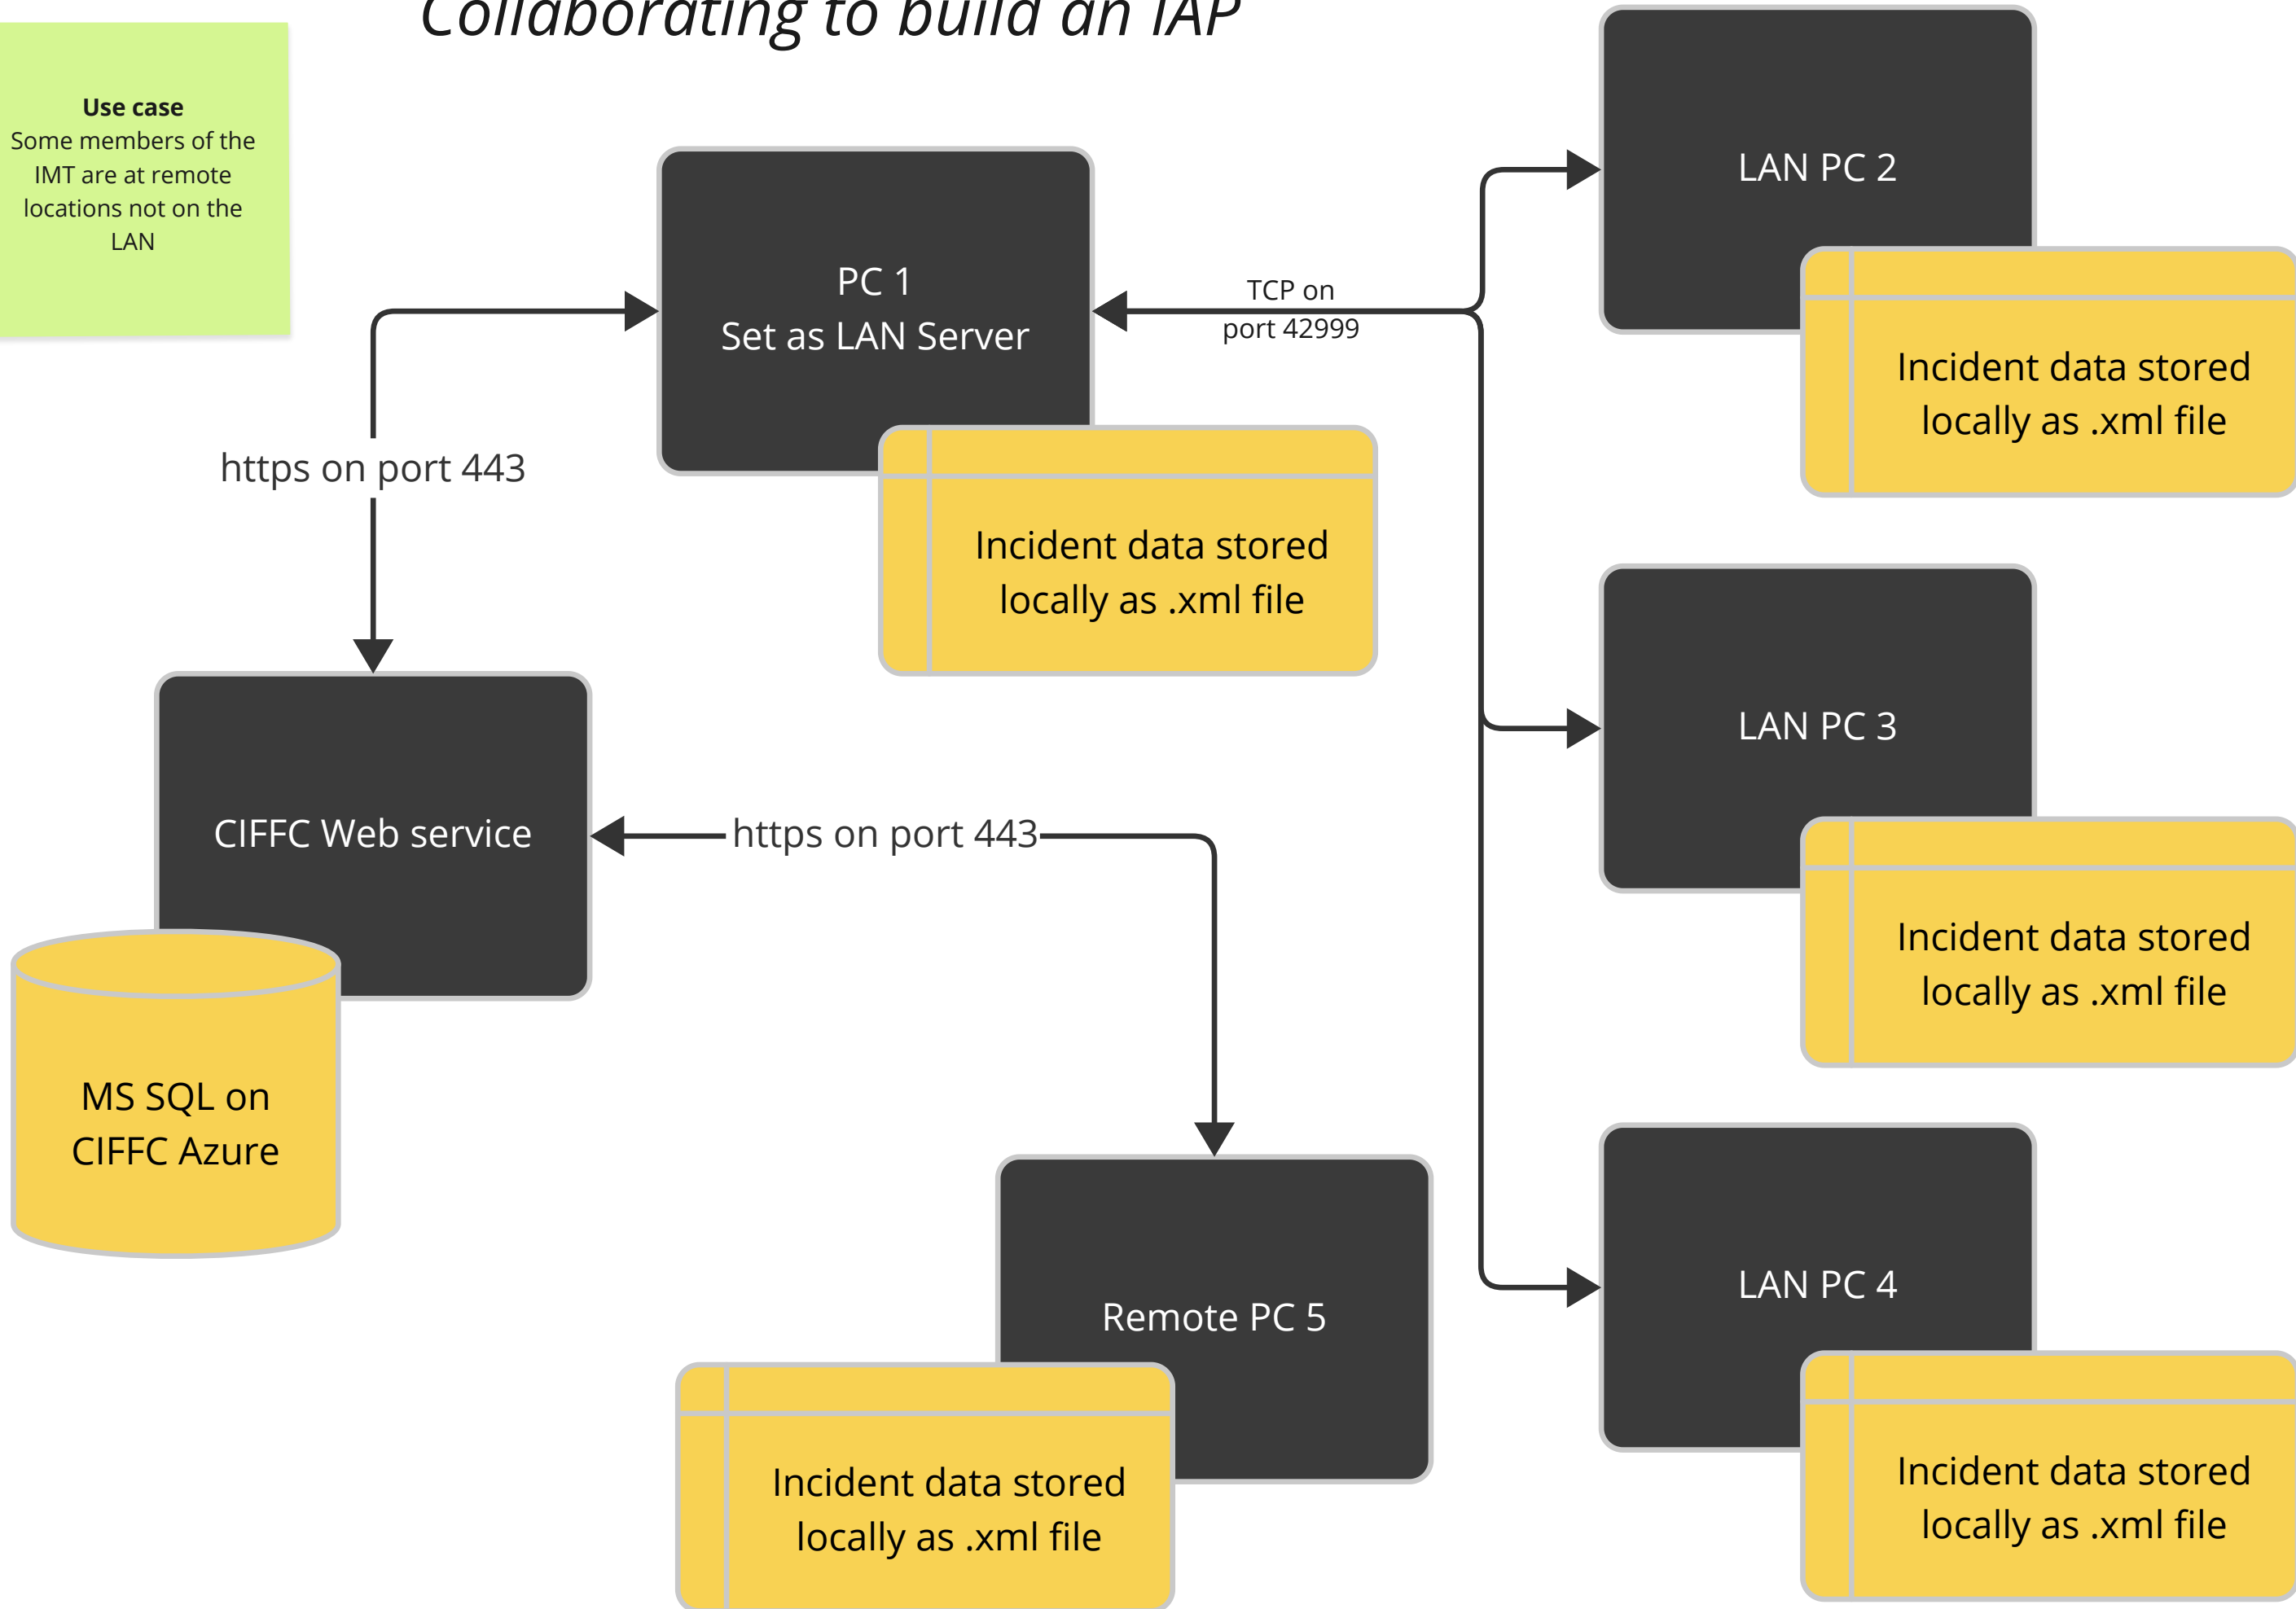 Collaborating to build an IAP
Use case
Some members of the
IMT are at remote
locations not on the
LAN
PC 1
Set as LAN Server
TCP on
port 42999
LAN PC 2
Incident data stored
locally as .xml file
https on port 443
Incident data stored
locally as .xml file
LAN PC 3
CIFFC Web service
https on port 443
Incident data stored
locally as .xml file
MS SQL on
CIFFC Azure
Remote PC 5
LAN PC 4
Incident data stored
locally as .xml file
Incident data stored
locally as .xml file